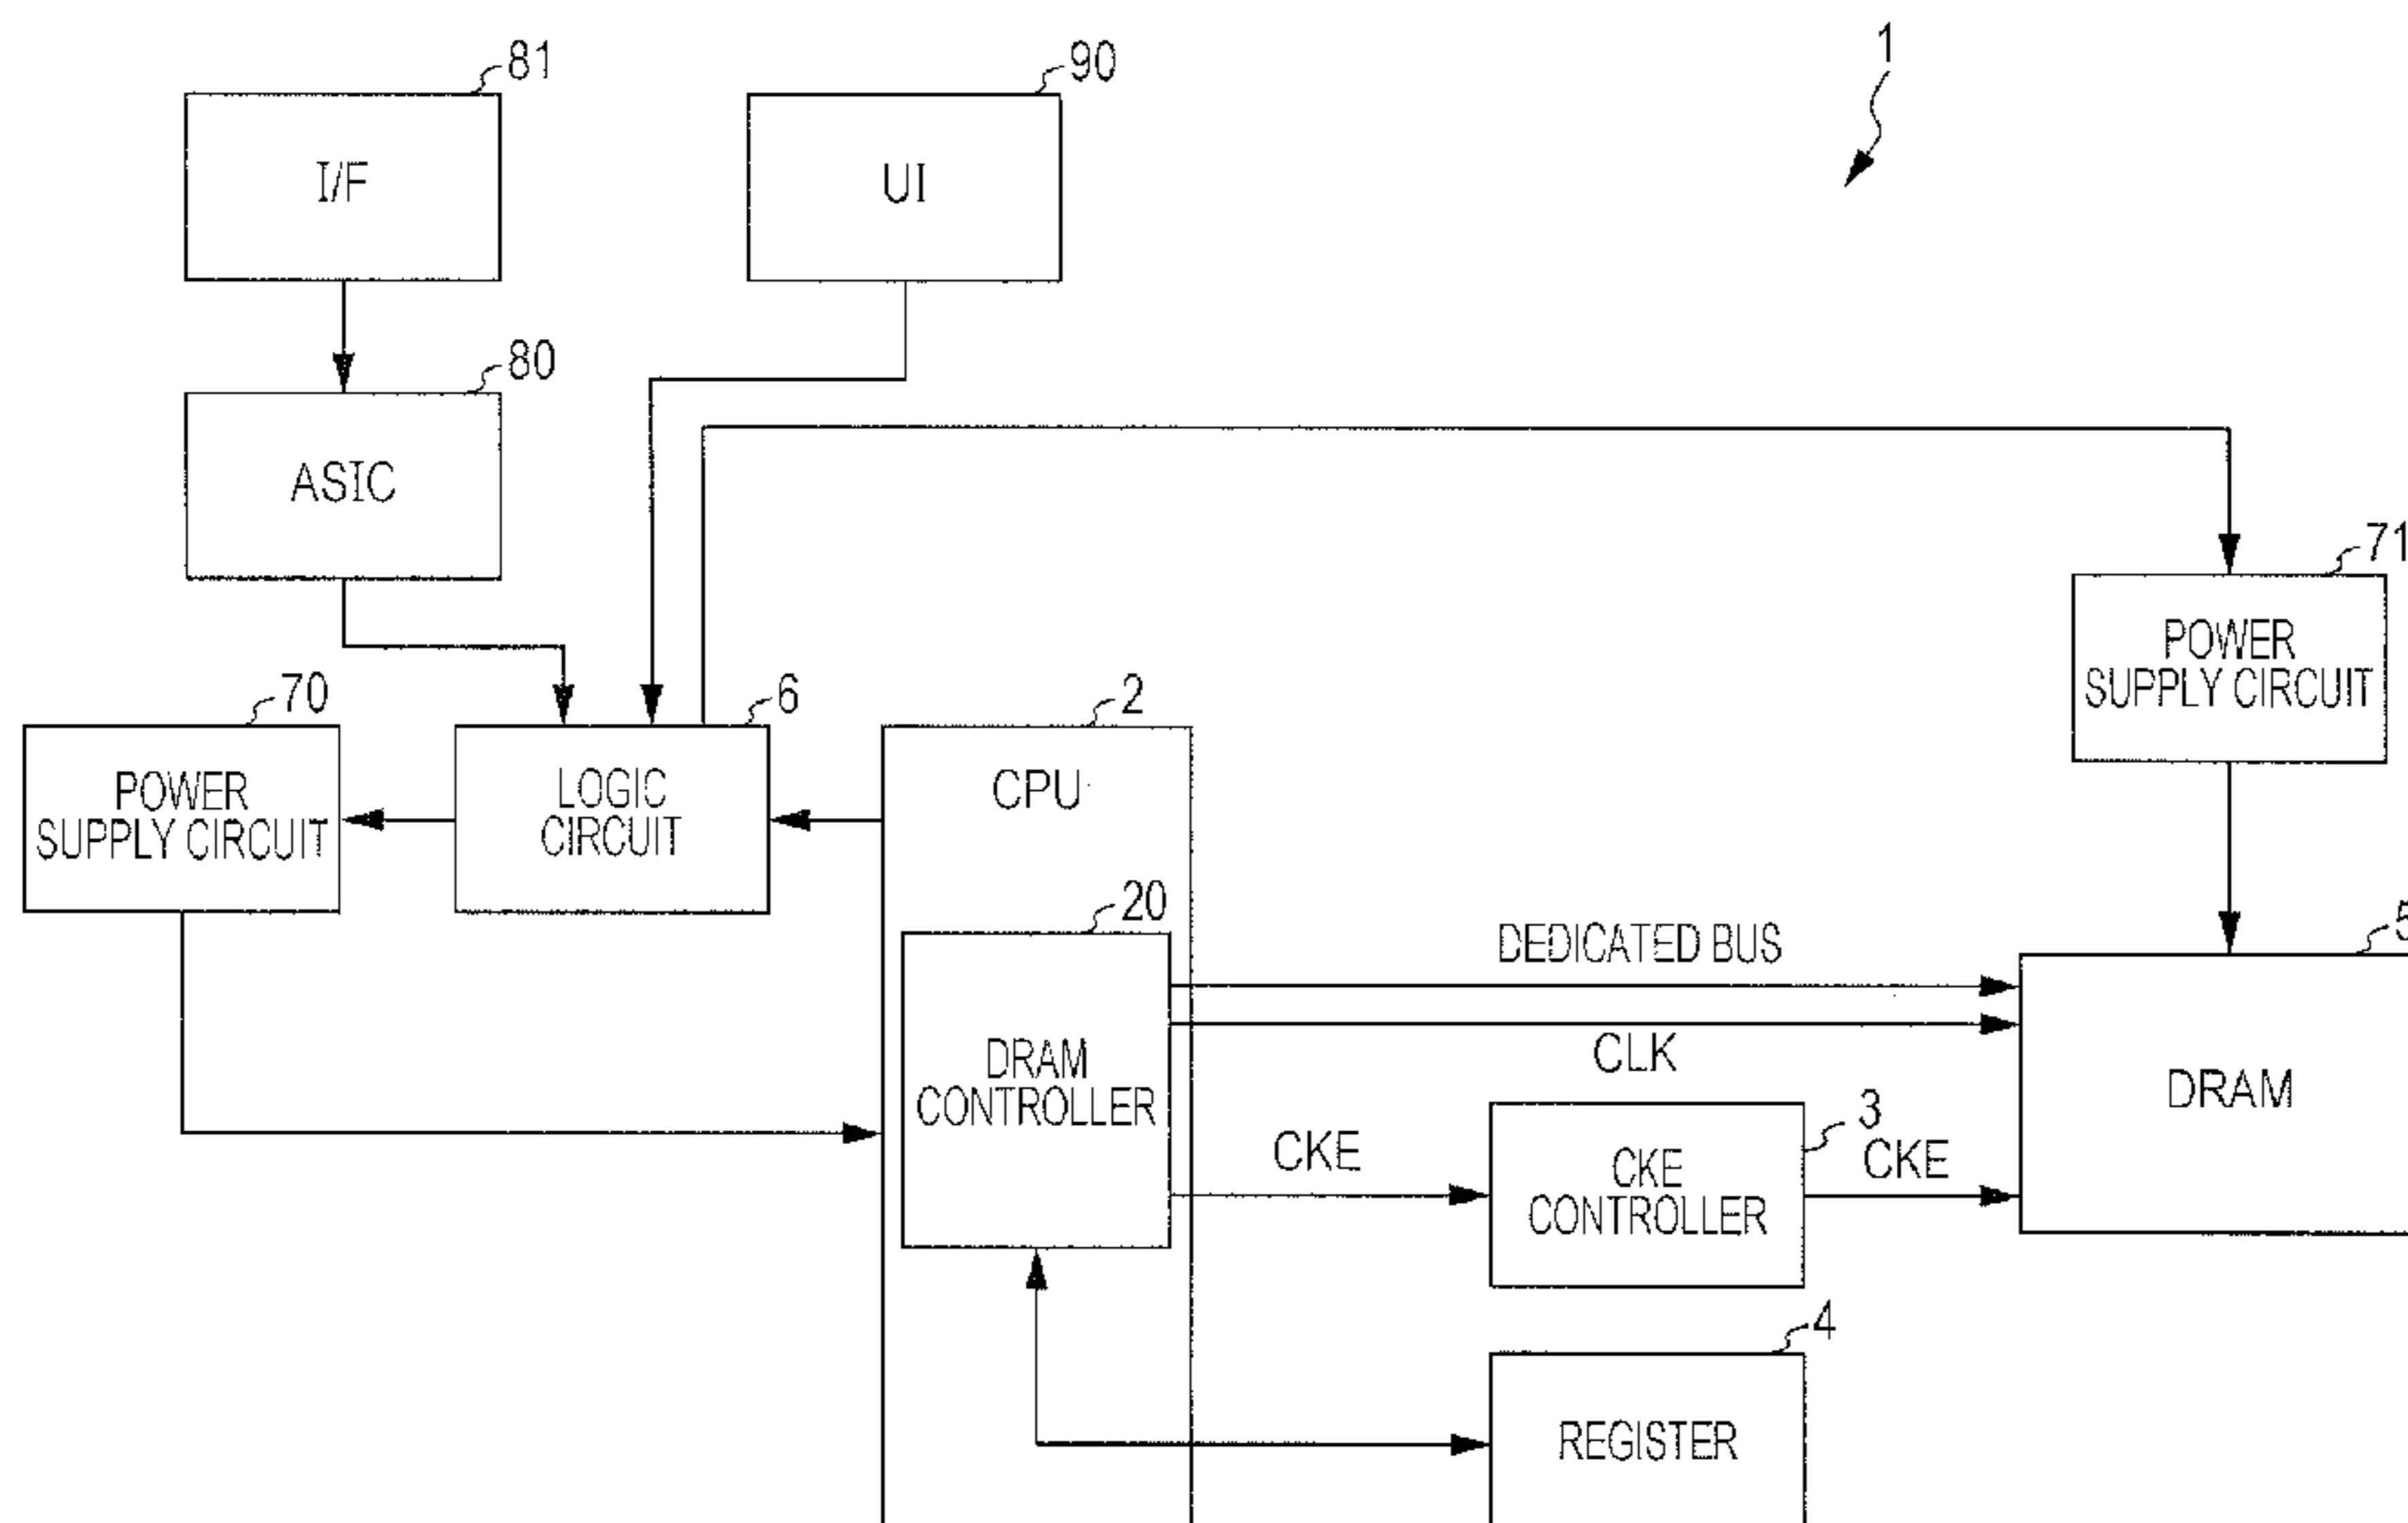 81
90
1
I/F
UI
80
ASIC
71
POWER
SUPPLY CIRCUIT
70
6
2
POWER
SUPPLY CIRCUIT
LOGIC
CIRCUIT
CPU
20
DEDICATED BUS
5
CLK
DRAM
CONTROLLER
DRAM
CKE
3
CKE
CONTROLLER
CKE
4
REGISTER